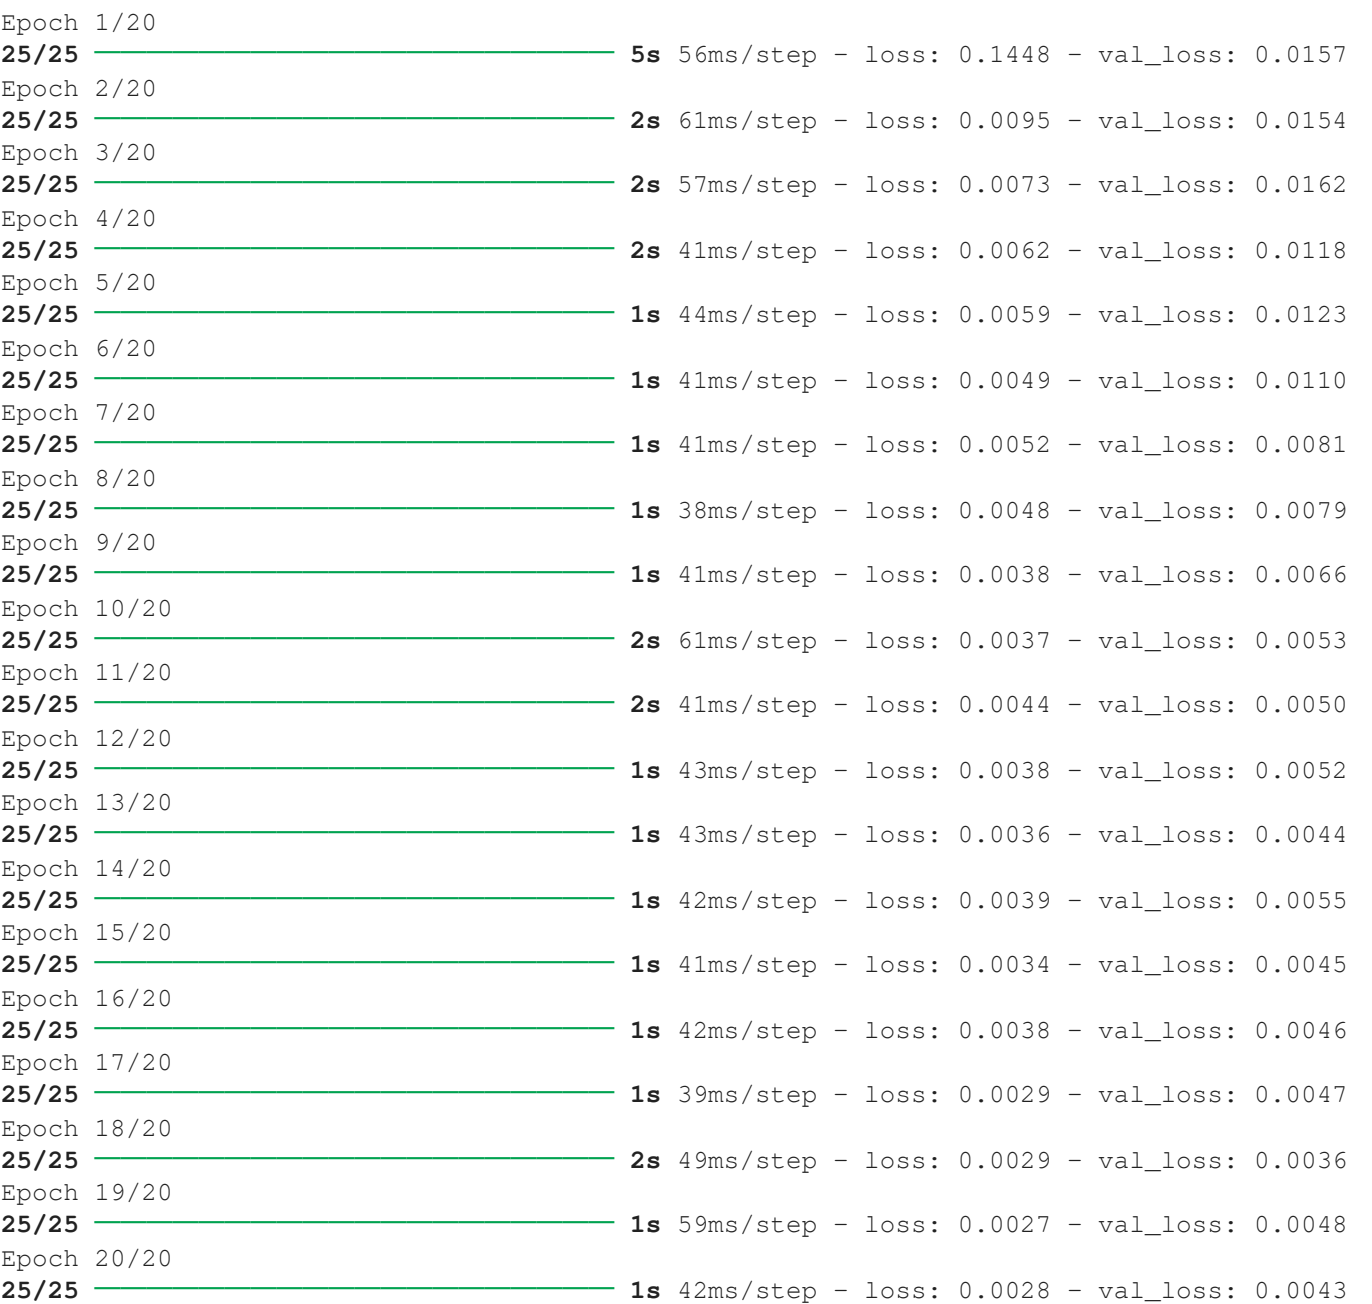 Epoch 1/20
25/25 ━━━━━━━━━━━━━━━━━━━━ 5s 56ms/step - loss: 0.1448 - val_loss: 0.0157
Epoch 2/20
25/25 ━━━━━━━━━━━━━━━━━━━━ 2s 61ms/step - loss: 0.0095 - val_loss: 0.0154
Epoch 3/20
25/25 ━━━━━━━━━━━━━━━━━━━━ 2s 57ms/step - loss: 0.0073 - val_loss: 0.0162
Epoch 4/20
25/25 ━━━━━━━━━━━━━━━━━━━━ 2s 41ms/step - loss: 0.0062 - val_loss: 0.0118
Epoch 5/20
25/25 ━━━━━━━━━━━━━━━━━━━━ 1s 44ms/step - loss: 0.0059 - val_loss: 0.0123
Epoch 6/20
25/25 ━━━━━━━━━━━━━━━━━━━━ 1s 41ms/step - loss: 0.0049 - val_loss: 0.0110
Epoch 7/20
25/25 ━━━━━━━━━━━━━━━━━━━━ 1s 41ms/step - loss: 0.0052 - val_loss: 0.0081
Epoch 8/20
25/25 ━━━━━━━━━━━━━━━━━━━━ 1s 38ms/step - loss: 0.0048 - val_loss: 0.0079
Epoch 9/20
25/25 ━━━━━━━━━━━━━━━━━━━━ 1s 41ms/step - loss: 0.0038 - val_loss: 0.0066
Epoch 10/20
25/25 ━━━━━━━━━━━━━━━━━━━━ 2s 61ms/step - loss: 0.0037 - val_loss: 0.0053
Epoch 11/20
25/25 ━━━━━━━━━━━━━━━━━━━━ 2s 41ms/step - loss: 0.0044 - val_loss: 0.0050
Epoch 12/20
25/25 ━━━━━━━━━━━━━━━━━━━━ 1s 43ms/step - loss: 0.0038 - val_loss: 0.0052
Epoch 13/20
25/25 ━━━━━━━━━━━━━━━━━━━━ 1s 43ms/step - loss: 0.0036 - val_loss: 0.0044
Epoch 14/20
25/25 ━━━━━━━━━━━━━━━━━━━━ 1s 42ms/step - loss: 0.0039 - val_loss: 0.0055
Epoch 15/20
25/25 ━━━━━━━━━━━━━━━━━━━━ 1s 41ms/step - loss: 0.0034 - val_loss: 0.0045
Epoch 16/20
25/25 ━━━━━━━━━━━━━━━━━━━━ 1s 42ms/step - loss: 0.0038 - val_loss: 0.0046
Epoch 17/20
25/25 ━━━━━━━━━━━━━━━━━━━━ 1s 39ms/step - loss: 0.0029 - val_loss: 0.0047
Epoch 18/20
25/25 ━━━━━━━━━━━━━━━━━━━━ 2s 49ms/step - loss: 0.0029 - val_loss: 0.0036
Epoch 19/20
25/25 ━━━━━━━━━━━━━━━━━━━━ 1s 59ms/step - loss: 0.0027 - val_loss: 0.0048
Epoch 20/20
25/25 ━━━━━━━━━━━━━━━━━━━━ 1s 42ms/step - loss: 0.0028 - val_loss: 0.0043